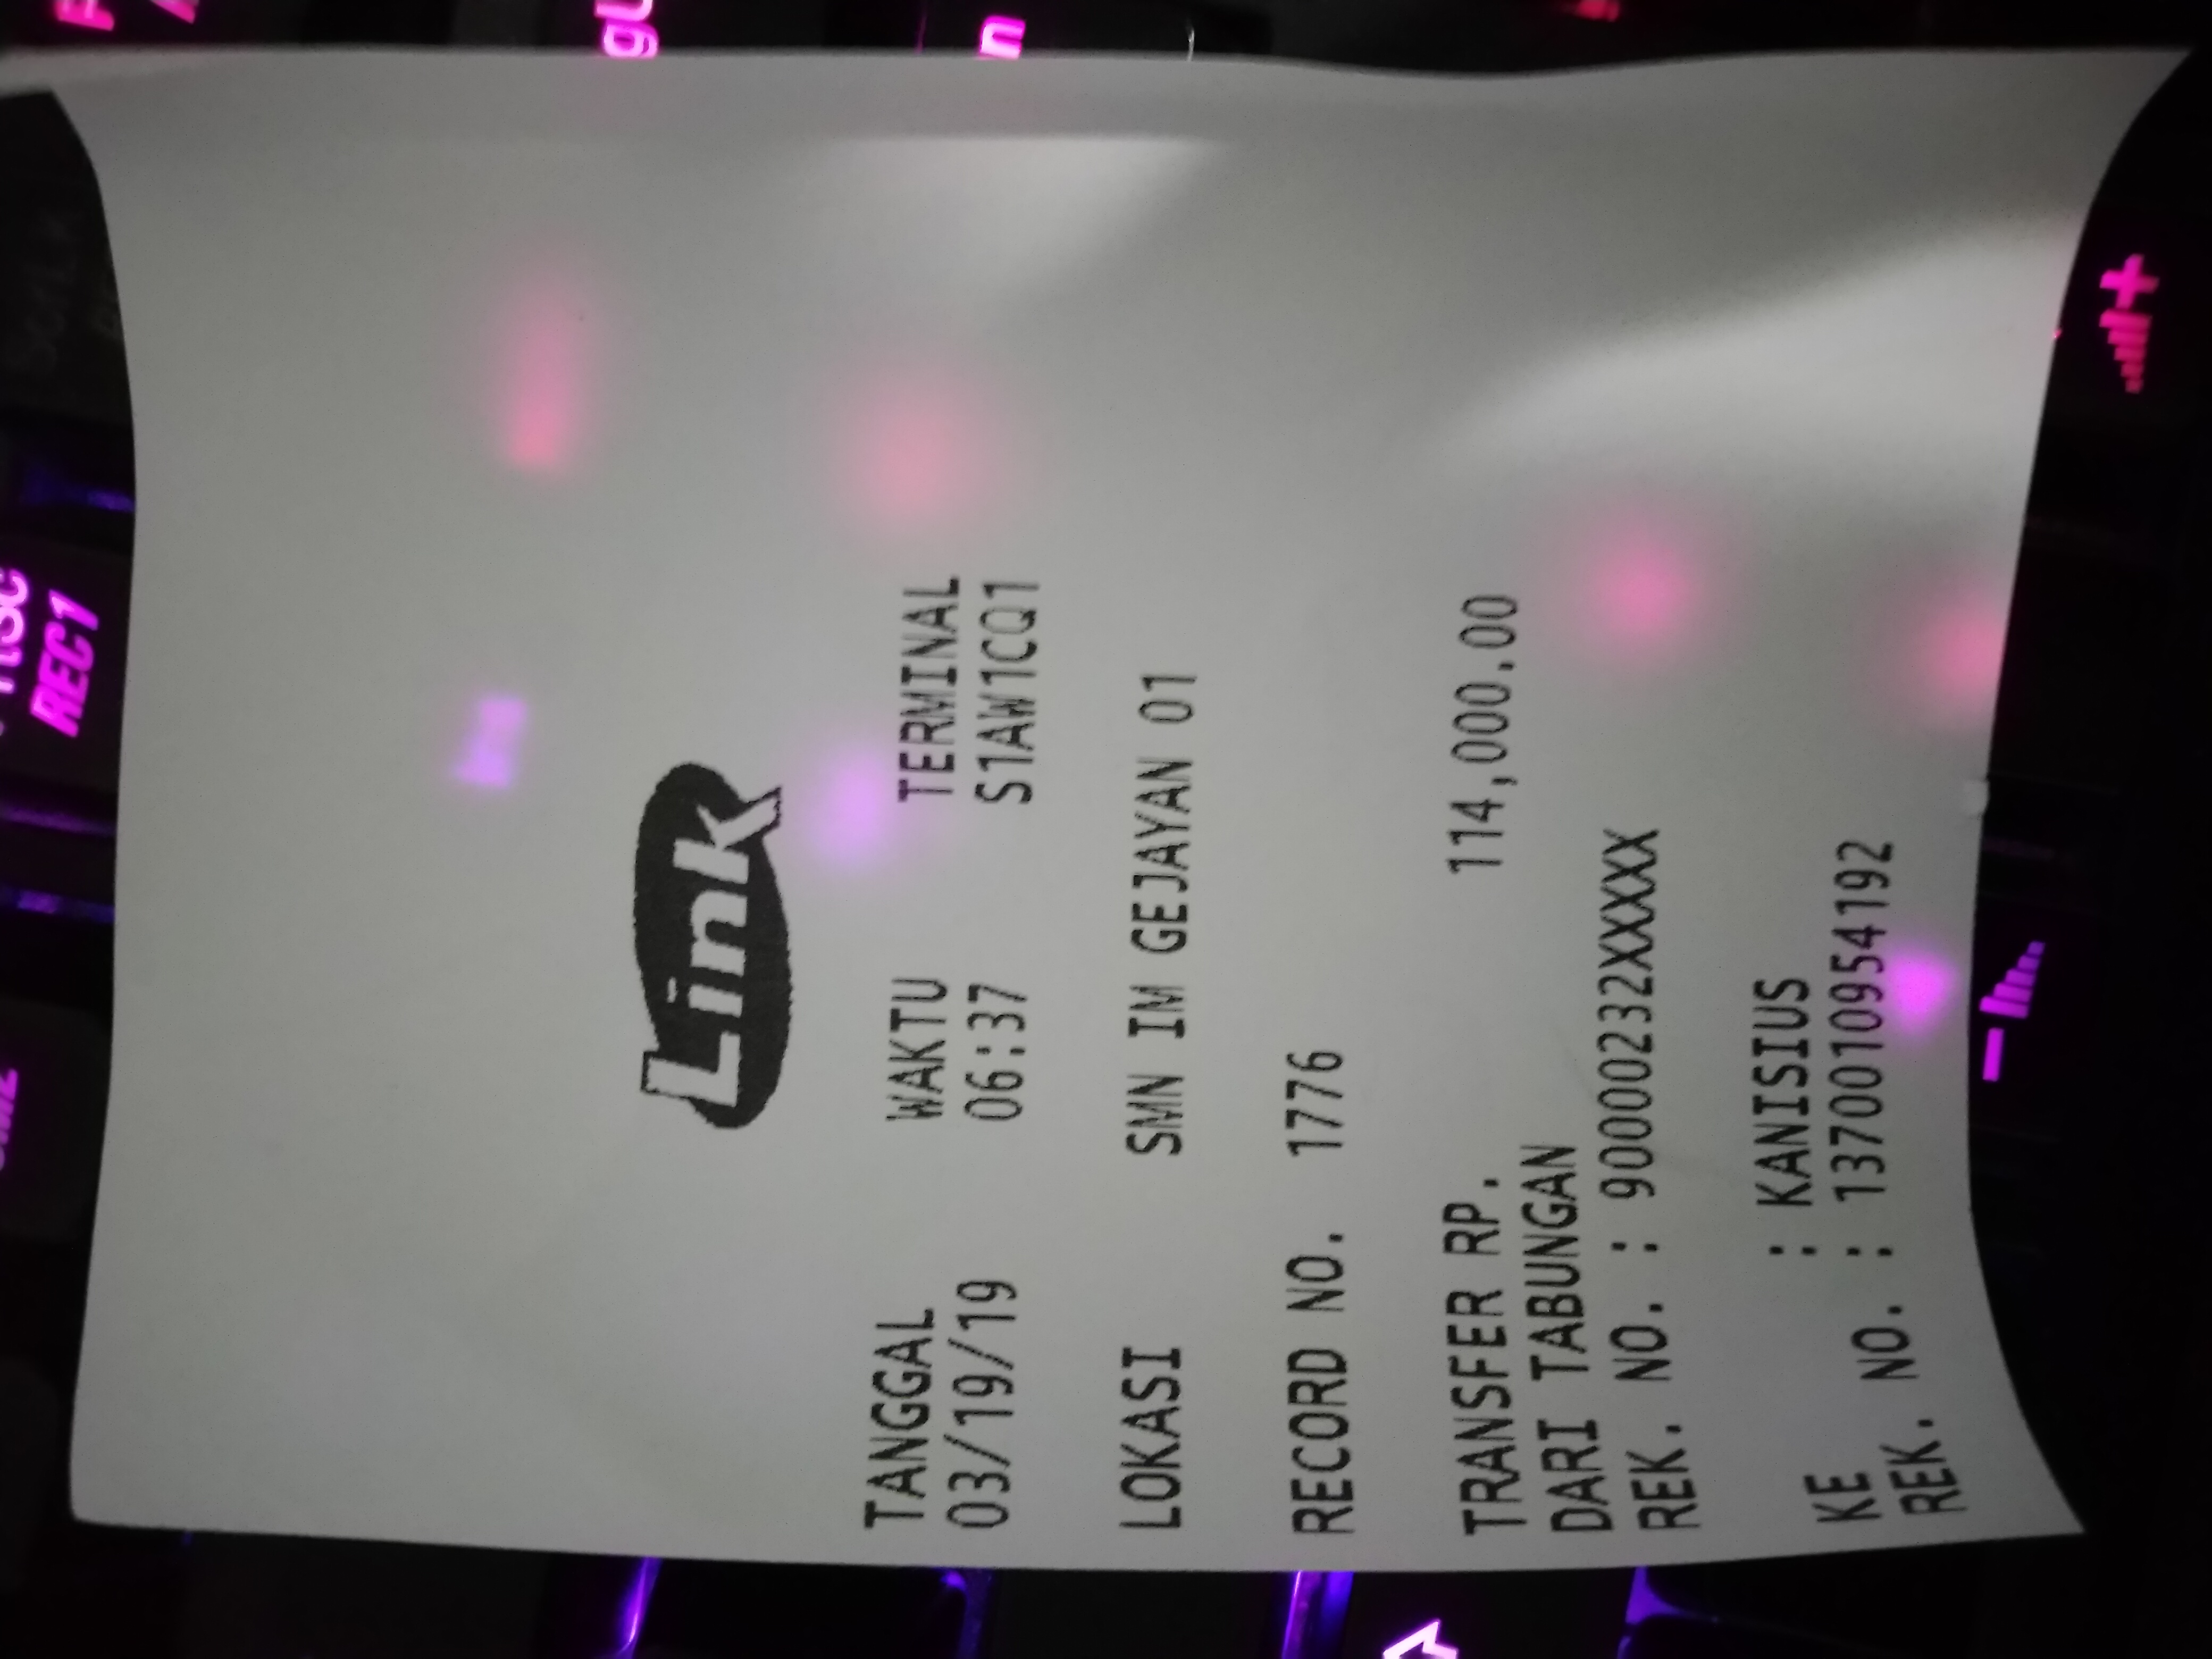 REC1
Link
TANGGAL WAKTU TERMINAL
03/19/19 06:37 S1AW1CQ1
LOKASI SMN IM GEJAYAN 01
RECORD NO. 1776
TRANSFER RP. 114,000.00
DARI TABUNGAN
REK. NO. : 90000232XXXXX
KE : KANISIUS
REK. NO. : 1370010954192